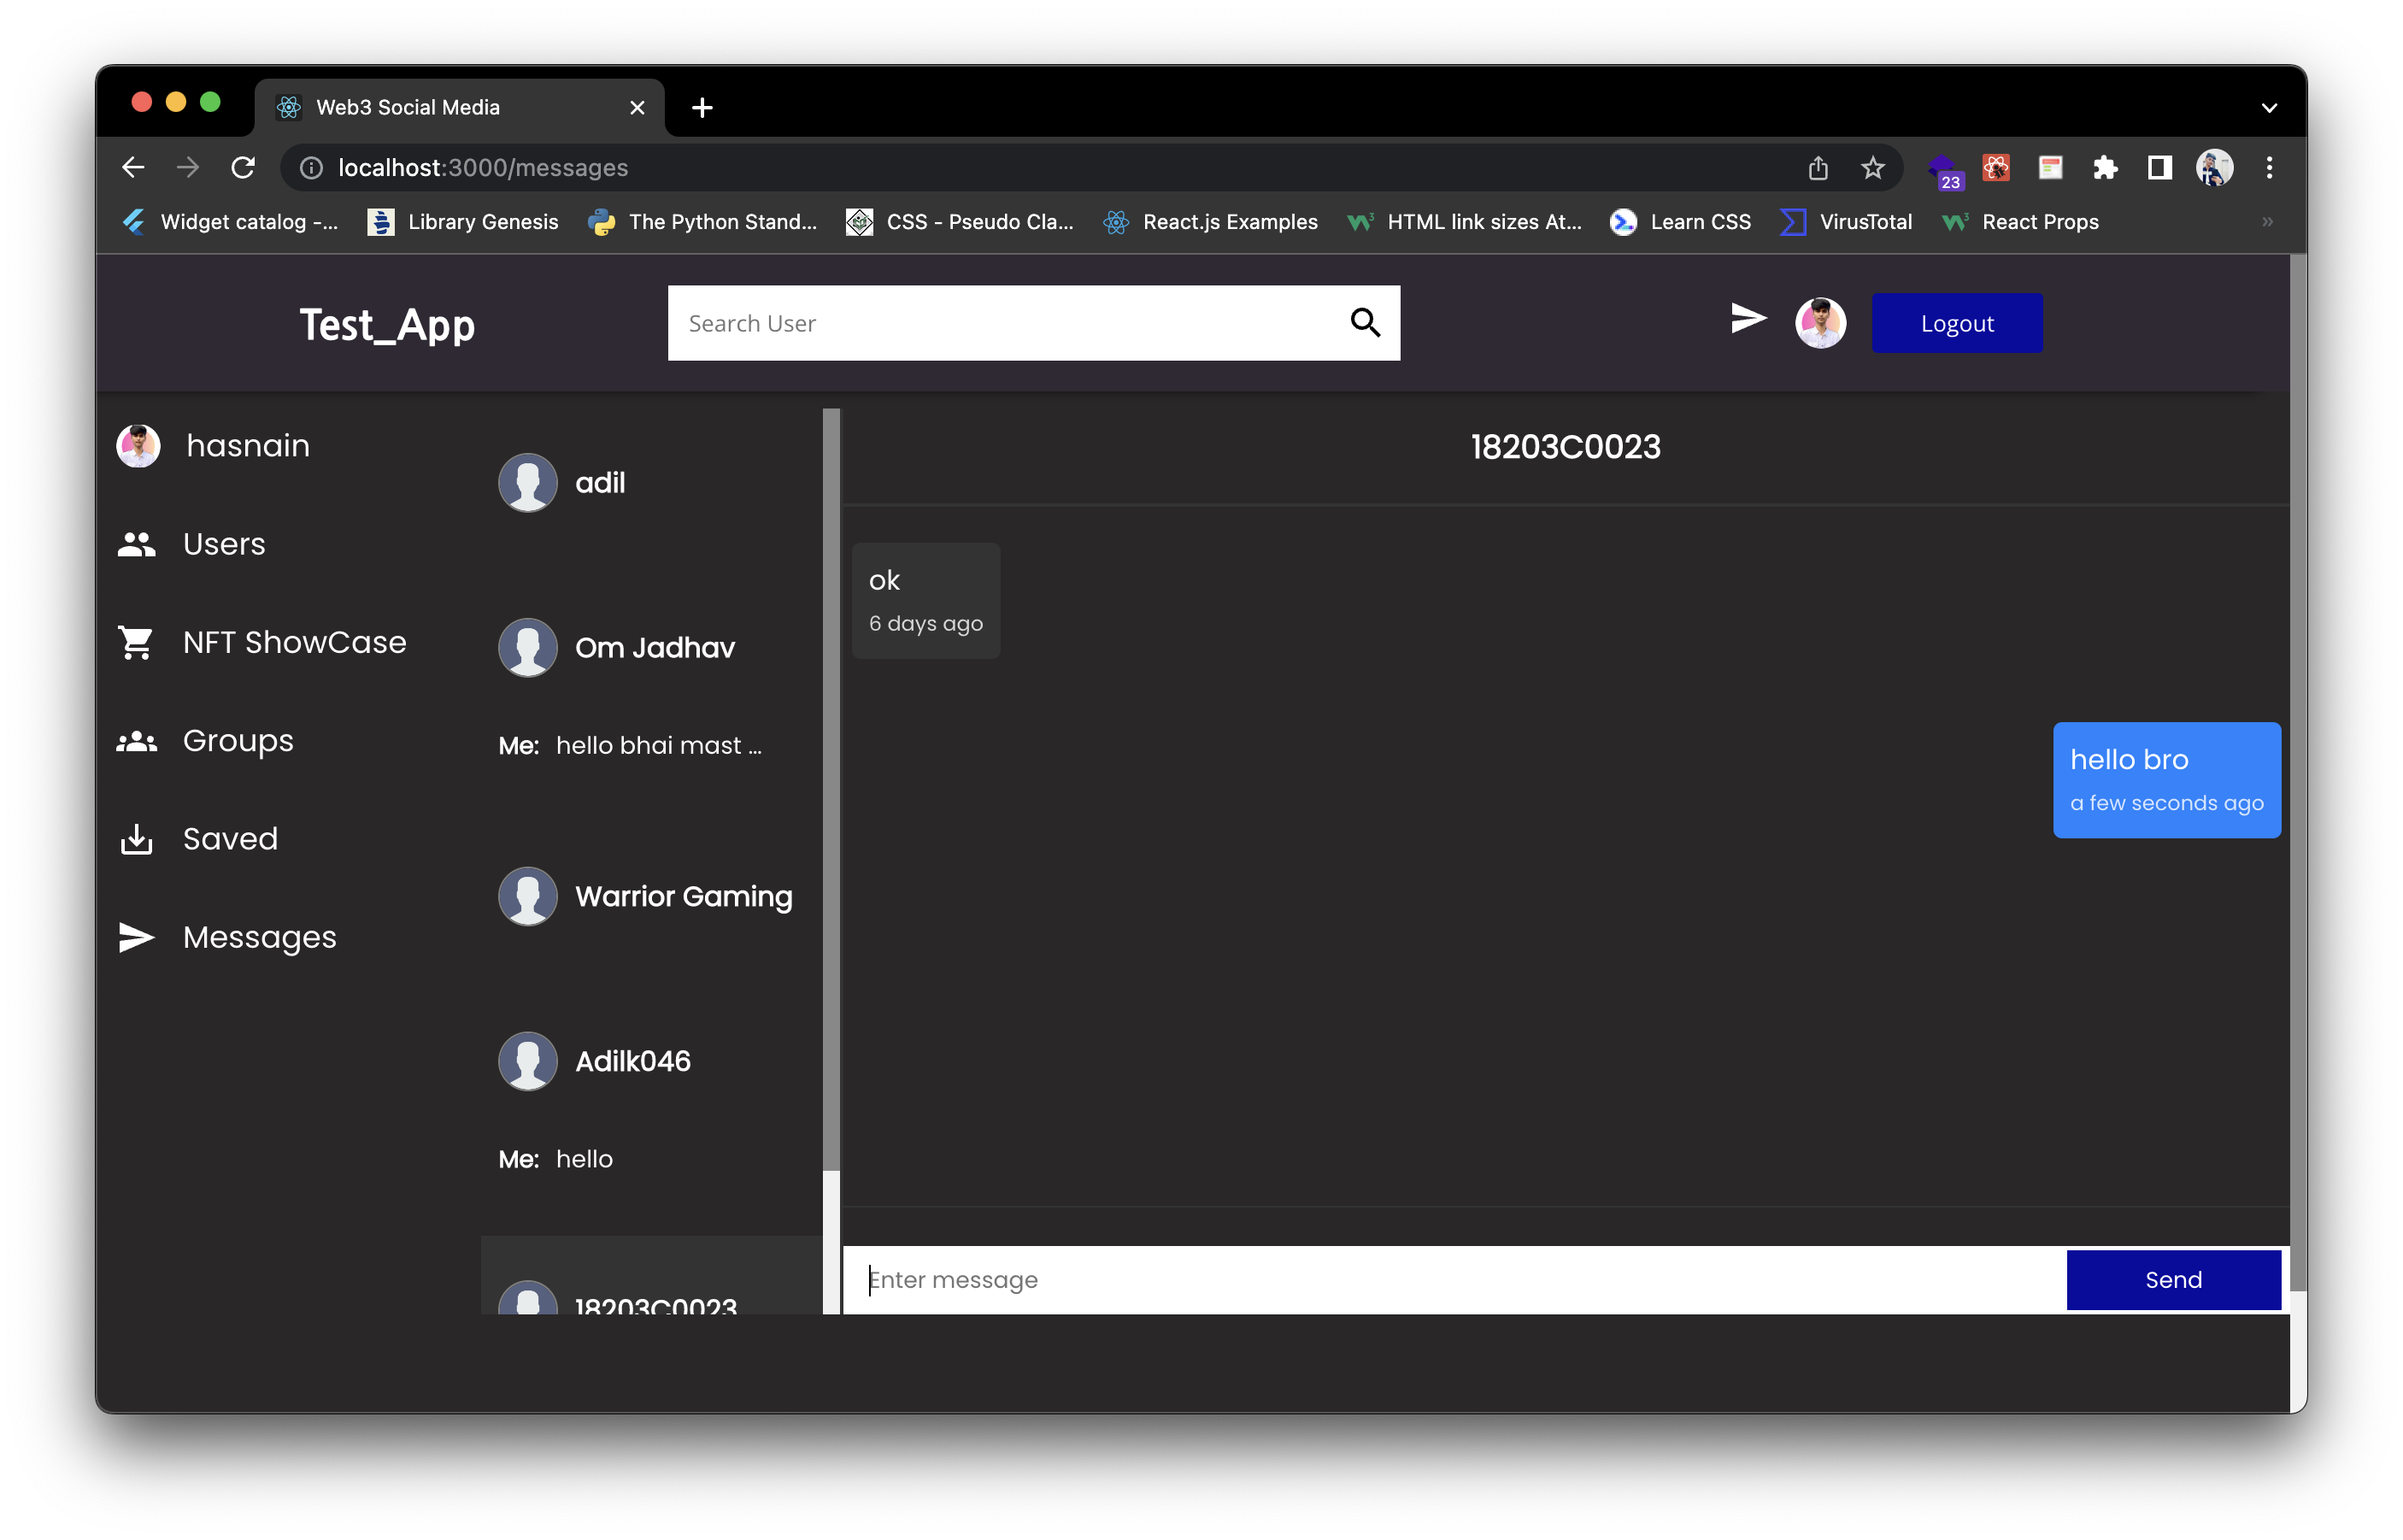 Web3 Social Media
localhost:3000/messages
23
Widget catalog -... Library Genesis The Python Stand... CSS - Pseudo Cla... React.js Examples HTML link sizes At... Learn CSS VirusTotal React Props »
Test_App
Search User
Logout
hasnain
Users
NFT ShowCase
Groups
Saved
Messages
adil
Om Jadhav
Me: hello bhai mast ...
Warrior Gaming
Adilk046
Me: hello
18203C0023
18203C0023
ok
6 days ago
hello bro
a few seconds ago
Enter message
Send